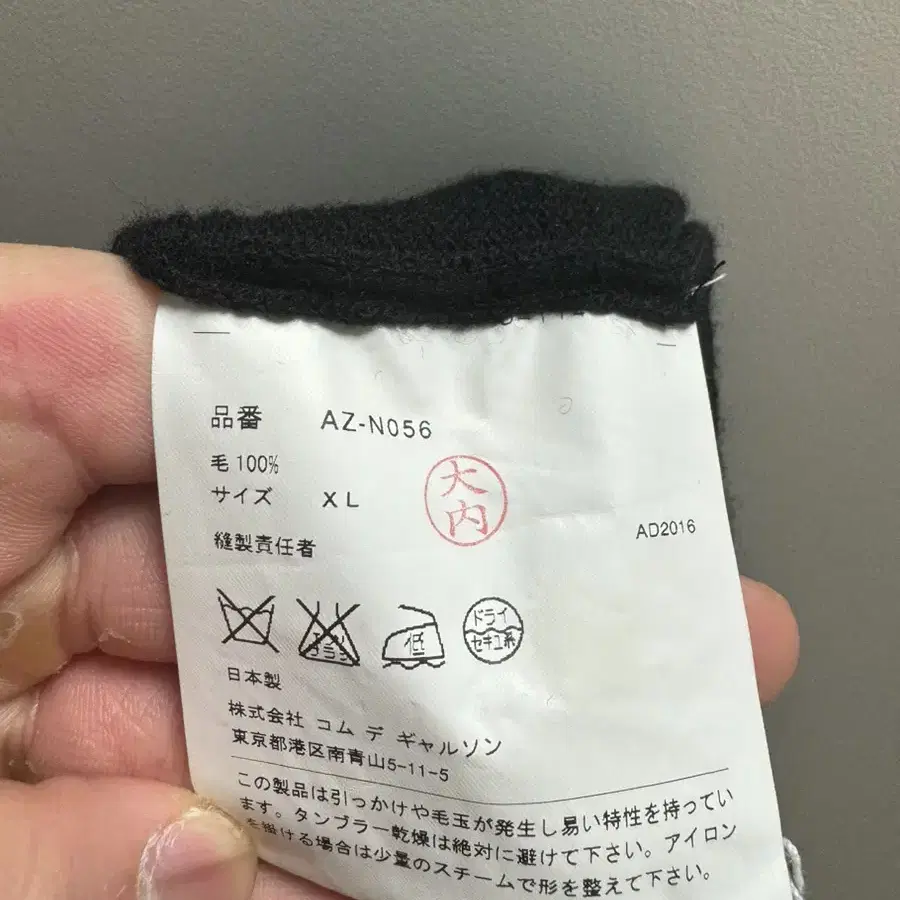 品番 AZ-N056
毛 100%
サイズ XL
大内
AD2016
縫製責任者
低
ドライ
セキユ系
日本製
株式会社 コム デ ギャルソン
東京都港区南青山5-11-5
この製品は引っかけや毛玉が発生し易い特性を持ってい
ます。タンブラー乾燥は絶対に避けて下さい。アイロン
を掛ける場合は少量のスチームで形を整えて下さい。